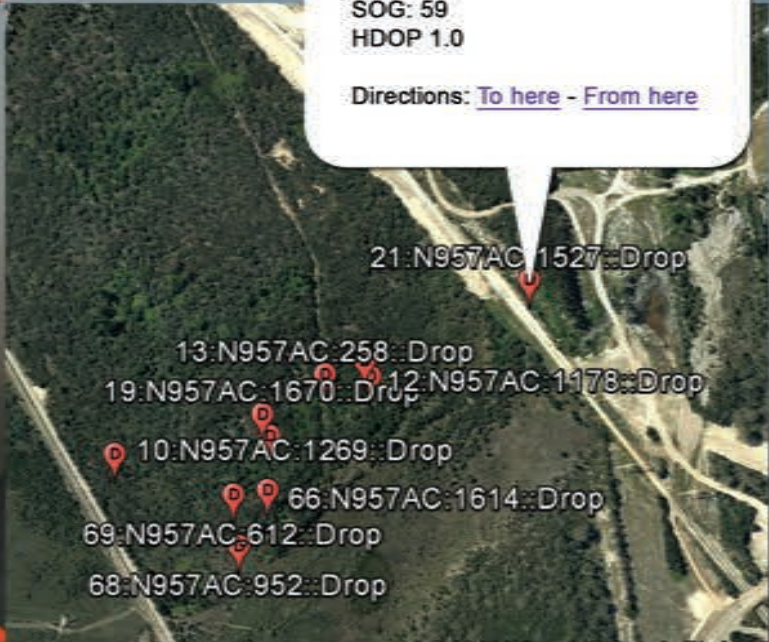 SOG: 59
HDOP 1.0
Directions: To here - From here
21:N957AC:1527::Drop
13:N957AC:258::Drop
12:N957AC:1178::Drop
19:N957AC:1670::Drop
10:N957AC:1269::Drop
66:N957AC:1614::Drop
69:N957AC:612::Drop
68:N957AC:952::Drop